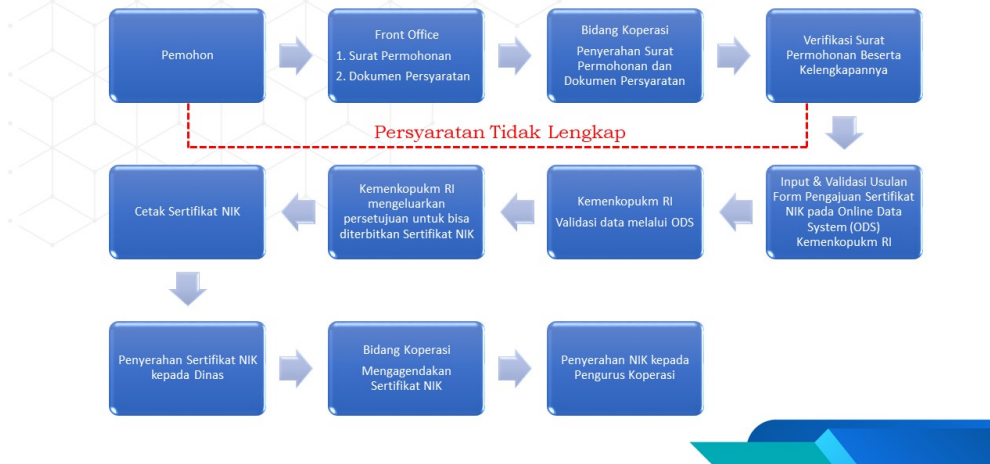 Pemohon
Front Office
1. Surat Permohonan
2. Dokumen Persyaratan
Bidang Koperasi
Penyerahan Surat
Permohonan dan
Dokumen Persyaratan
Verifikasi Surat
Permohonan Beserta
Kelengkapannya
Persyaratan Tidak Lengkap
Input & Validasi Usulan
Form Pengajuan Sertifikat
NIK pada Online Data
System (ODS)
Kemenkopukm RI
Kemenkopukm RI
Validasi data melalui ODS
Kemenkopukm RI
mengeluarkan
persetujuan untuk bisa
diterbitkan Sertifikat NIK
Cetak Sertifikat NIK
Penyerahan Sertifikat NIK
kepada Dinas
Bidang Koperasi
Mengagendakan
Sertifikat NIK
Penyerahan NIK kepada
Pengurus Koperasi